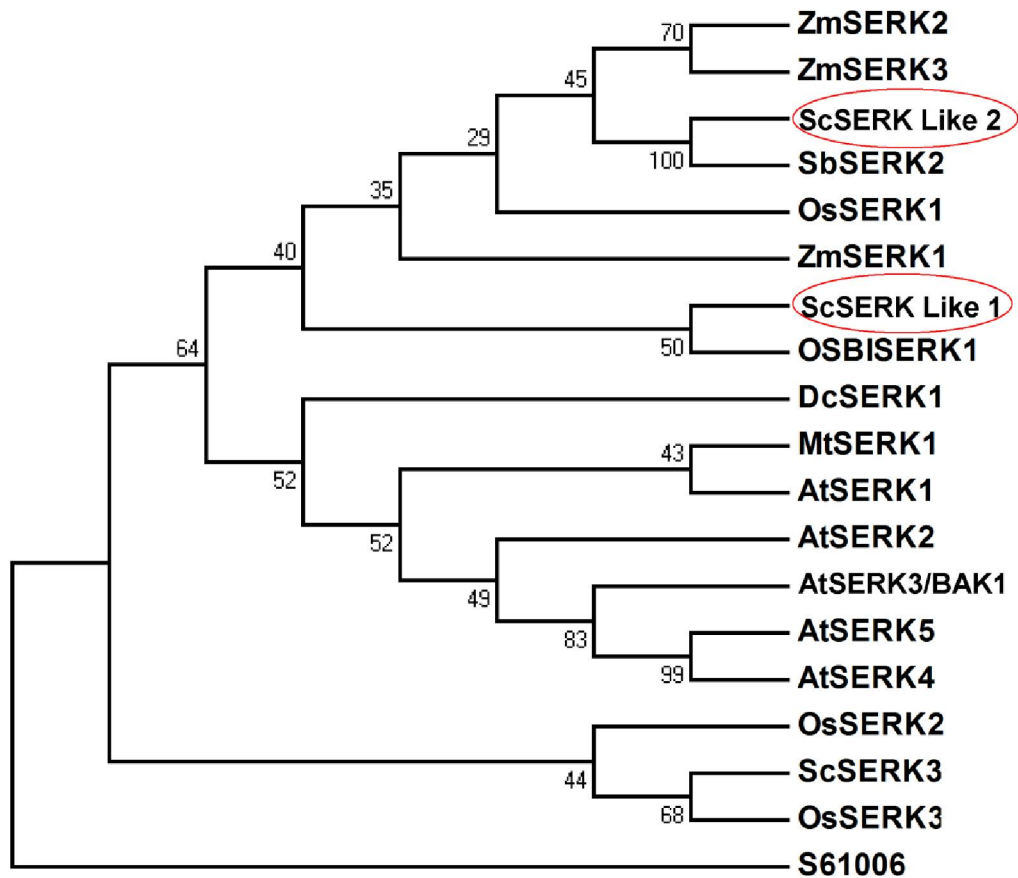 70
ZmSERK2
ZmSERK3
45
ScSERK Like 2
100
SbSERK2
29
OsSERK1
35
ZmSERK1
40
ScSERK Like 1
50
OSBISERK1
64
DcSERK1
43
MtSERK1
AtSERK1
52
52
AtSERK2
49
AtSERK3/BAK1
83
AtSERK5
99
AtSERK4
OsSERK2
44
ScSERK3
68
OsSERK3
S61006